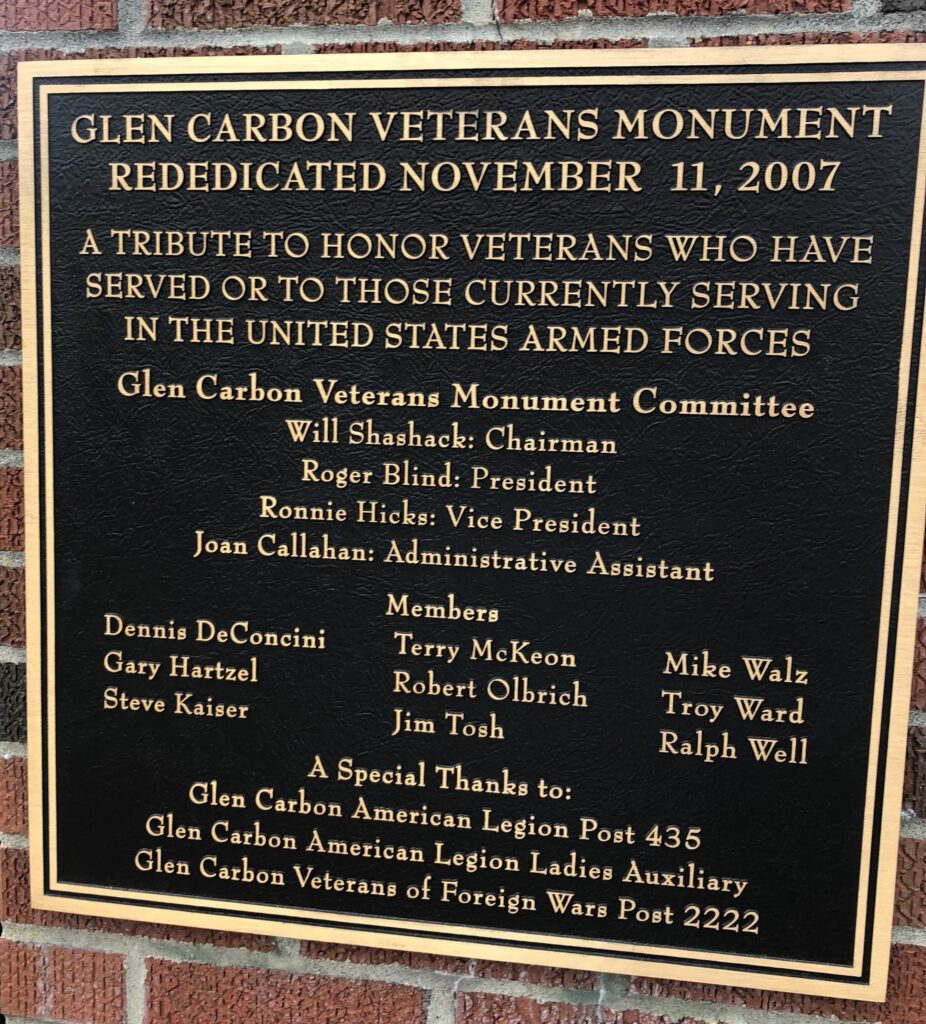 GLEN CARBON VETERANS MONUMENT
REDEDICATED NOVEMBER 11, 2007
A TRIBUTE TO HONOR VETERANS WHO HAVE
SERVED OR TO THOSE CURRENTLY SERVING
IN THE UNITED STATES ARMED FORCES
Glen Carbon Veterans Monument Committee
Will Shashack: Chairman
Roger Blind: President
Ronnie Hicks: Vice President
Joan Callahan: Administrative Assistant
Members
Dennis DeConcini Terry McKeon Mike Walz
Gary Hartzel Robert Olbrich Troy Ward
Steve Kaiser Jim Tosh Ralph Well
A Special Thanks to:
Glen Carbon American Legion Post 435
Glen Carbon American Legion Ladies Auxiliary
Glen Carbon Veterans of Foreign Wars Post 2222